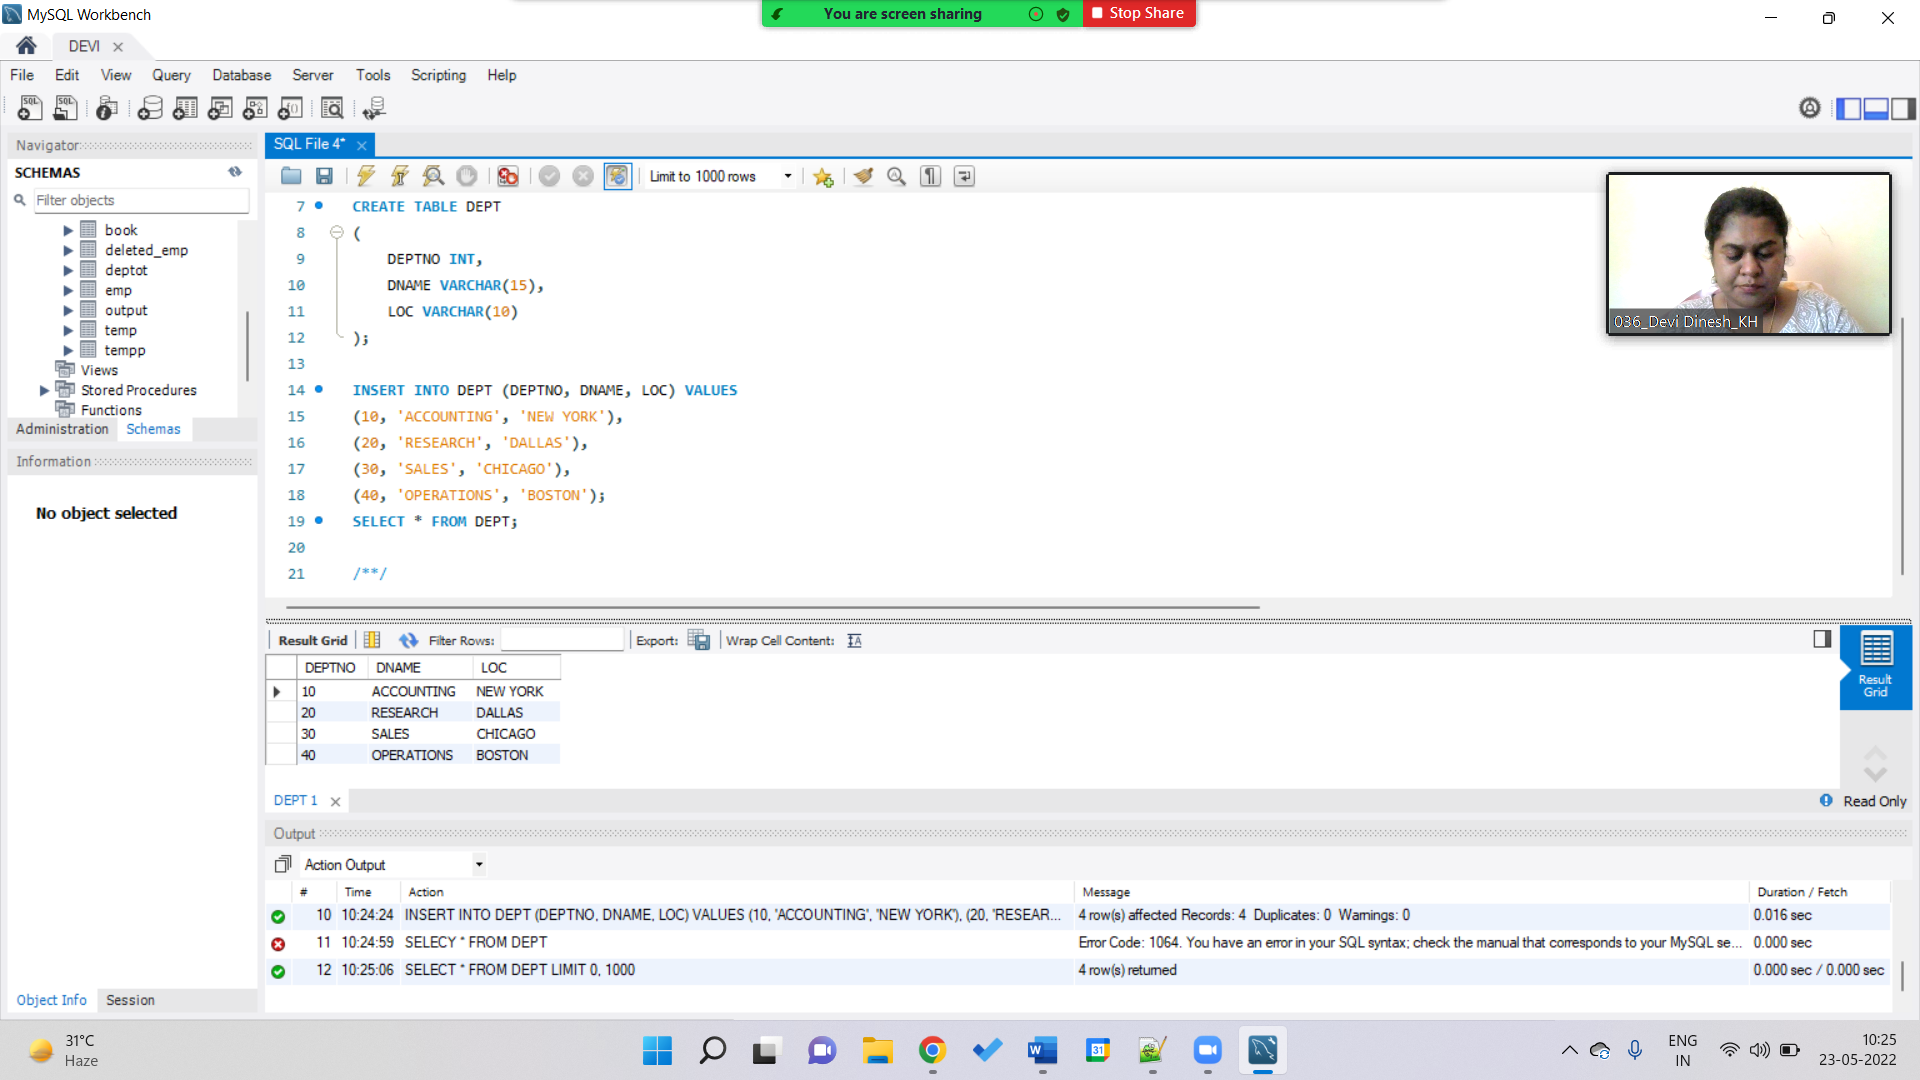 MySQL Workbench
You are screen sharing
Stop Share
DEVI
File Edit View Query Database Server Tools Scripting Help
Navigator
SQL File 4*
SCHEMAS
Limit to 1000 rows
Filter objects
book
deleted_emp
deptot
emp
output
temp
tempp
Views
Stored Procedures
Functions
Administration Schemas
Information
No object selected
7 CREATE TABLE DEPT
8 (
9 DEPTNO INT,
10 DNAME VARCHAR(15),
11 LOC VARCHAR(10)
12 );
13
14 INSERT INTO DEPT (DEPTNO, DNAME, LOC) VALUES
15 (10, 'ACCOUNTING', 'NEW YORK'),
16 (20, 'RESEARCH', 'DALLAS'),
17 (30, 'SALES', 'CHICAGO'),
18 (40, 'OPERATIONS', 'BOSTON');
19 SELECT * FROM DEPT;
20
21 /**/
036_Devi Dinesh_KH
Result Grid Filter Rows: Export: Wrap Cell Content:
DEPTNO DNAME LOC
10 ACCOUNTING NEW YORK
20 RESEARCH DALLAS
30 SALES CHICAGO
40 OPERATIONS BOSTON
Result
Grid
DEPT 1
Read Only
Output
Action Output
# Time Action Message Duration / Fetch
10 10:24:24 INSERT INTO DEPT (DEPTNO, DNAME, LOC) VALUES (10, 'ACCOUNTING', 'NEW YORK'), (20, 'RESEAR... 4 row(s) affected Records: 4 Duplicates: 0 Warnings: 0 0.016 sec
11 10:24:59 SELECY * FROM DEPT Error Code: 1064. You have an error in your SQL syntax; check the manual that corresponds to your MySQL se... 0.000 sec
12 10:25:06 SELECT * FROM DEPT LIMIT 0, 1000 4 row(s) returned 0.000 sec / 0.000 sec
Object Info Session
31°C
Haze
ENG
IN
10:25
23-05-2022